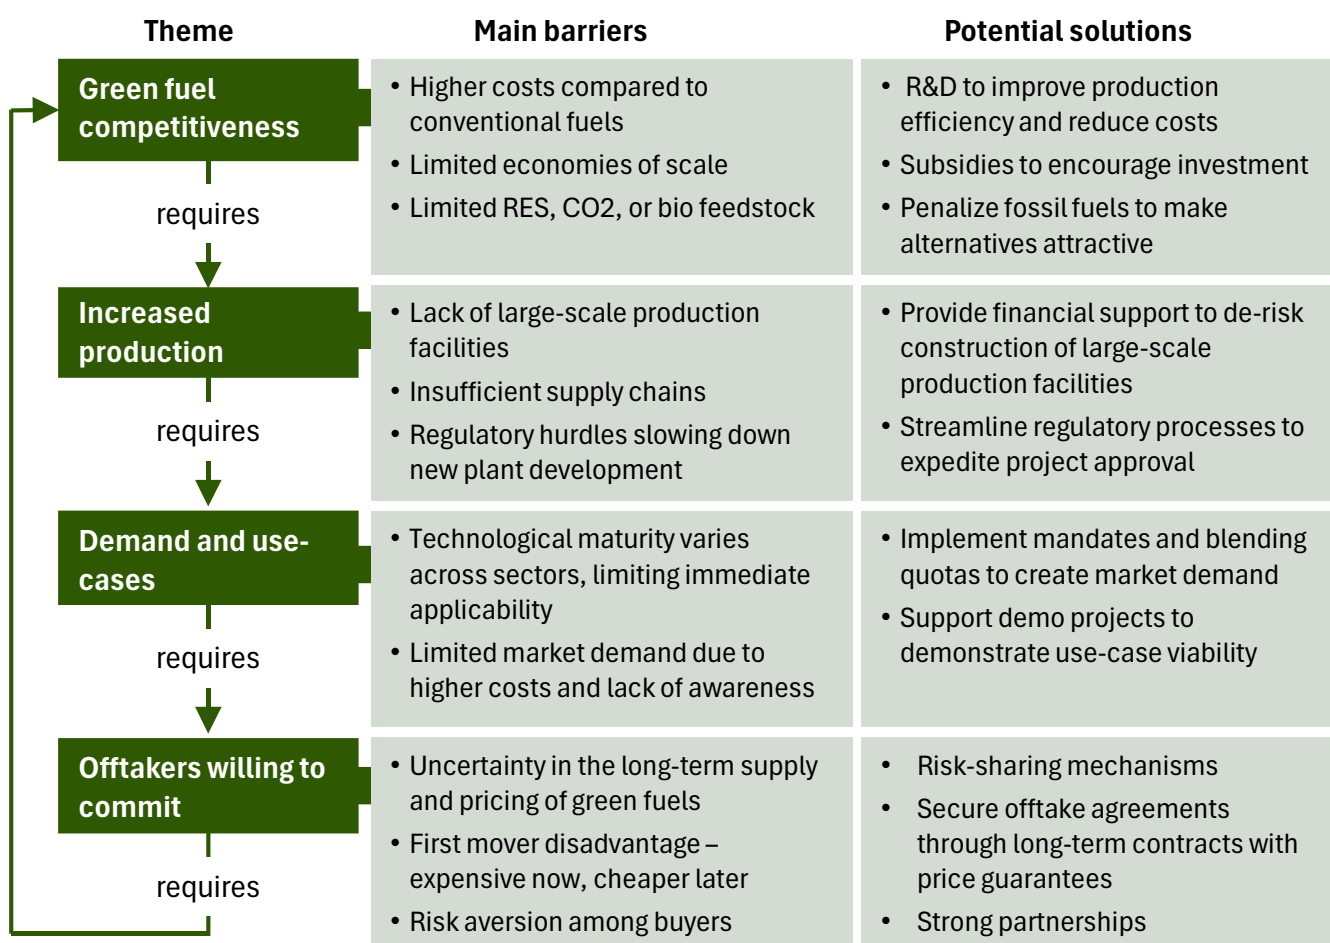 Theme
Main barriers
Potential solutions
Green fuel
competitiveness
• Higher costs compared to
conventional fuels
• Limited economies of scale
• Limited RES, CO2, or bio feedstock
• R&D to improve production
efficiency and reduce costs
• Subsidies to encourage investment
• Penalize fossil fuels to make
alternatives attractive
requires
Increased
production
• Lack of large-scale production
facilities
• Insufficient supply chains
• Regulatory hurdles slowing down
new plant development
• Provide financial support to de-risk
construction of large-scale
production facilities
• Streamline regulatory processes to
expedite project approval
requires
Demand and use-
cases
• Technological maturity varies
across sectors, limiting immediate
applicability
• Limited market demand due to
higher costs and lack of awareness
• Implement mandates and blending
quotas to create market demand
• Support demo projects to
demonstrate use-case viability
requires
Offtakers willing to
commit
• Uncertainty in the long-term supply
and pricing of green fuels
• First mover disadvantage –
expensive now, cheaper later
• Risk aversion among buyers
• Risk-sharing mechanisms
• Secure offtake agreements
through long-term contracts with
price guarantees
• Strong partnerships
requires